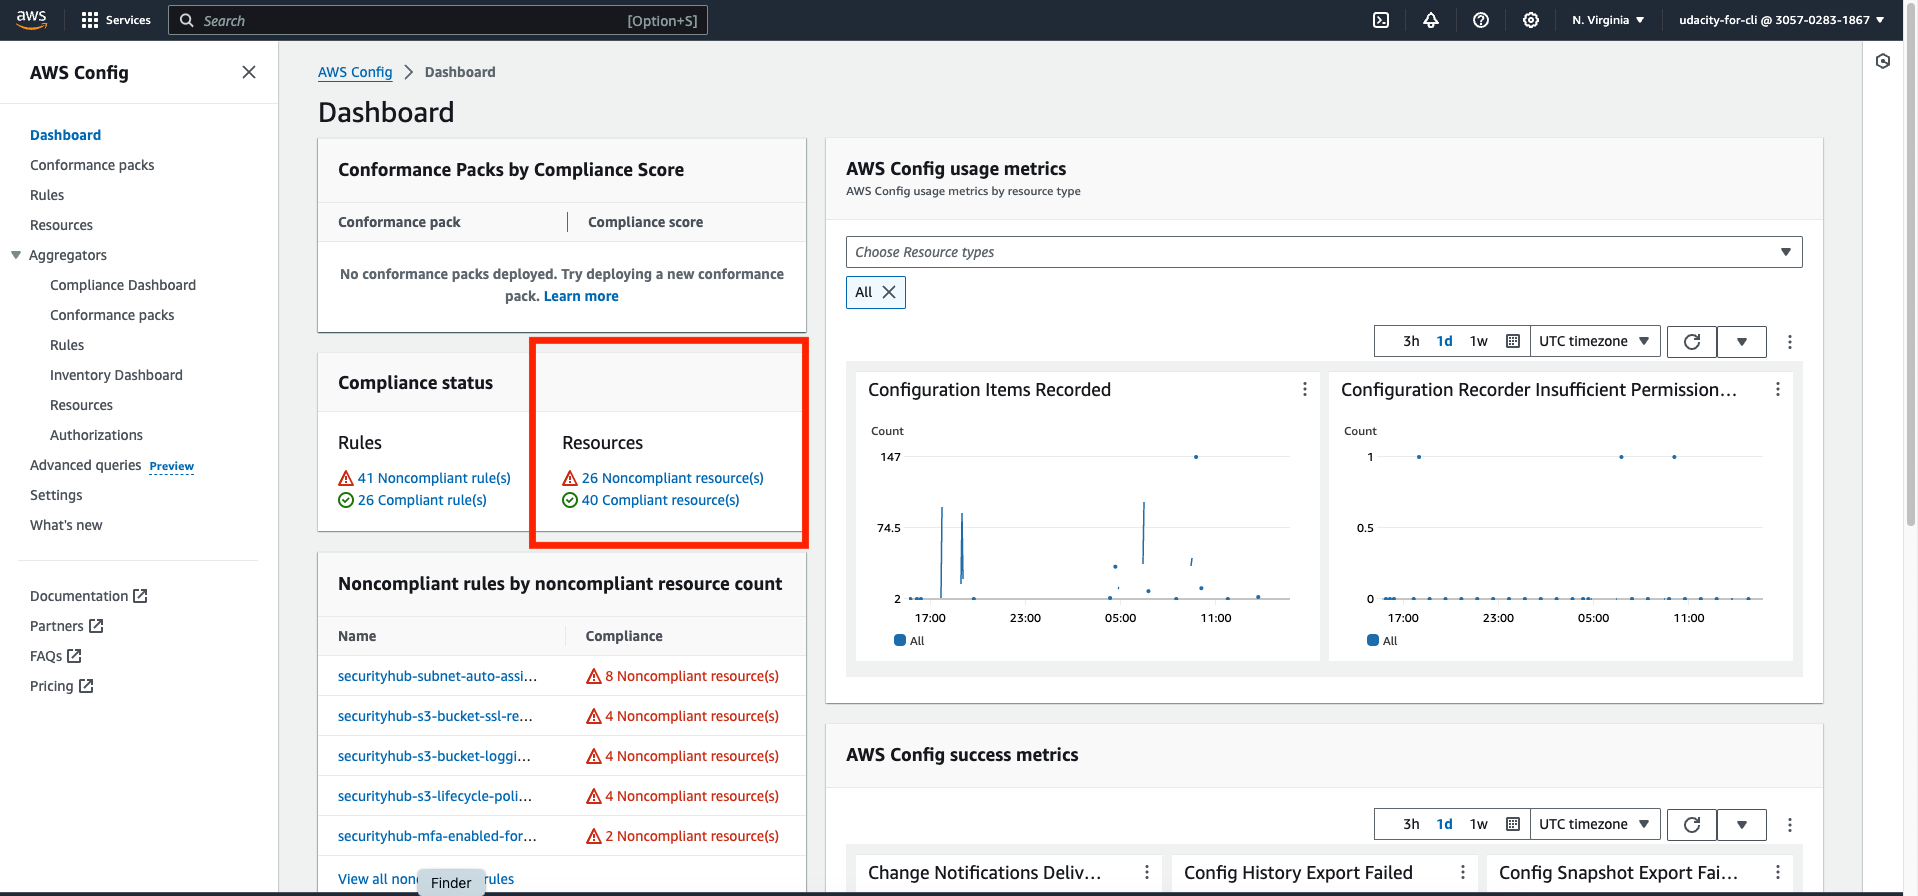 aws
Services
Search
[Option+S]
N. Virginia
udacity-for-cli @ 3057-0283-1867
AWS Config
Dashboard
Conformance packs
Rules
Resources
Aggregators
Compliance Dashboard
Conformance packs
Rules
Inventory Dashboard
Resources
Authorizations
Advanced queries Preview
Settings
What's new
Documentation
Partners
FAQs
Pricing
AWS Config > Dashboard
Dashboard
Conformance Packs by Compliance Score
Conformance pack
Compliance score
No conformance packs deployed. Try deploying a new conformance
pack. Learn more
Compliance status
Rules
41 Noncompliant rule(s)
26 Compliant rule(s)
Resources
26 Noncompliant resource(s)
40 Compliant resource(s)
Noncompliant rules by noncompliant resource count
Name
Compliance
securityhub-subnet-auto-assi...
8 Noncompliant resource(s)
securityhub-s3-bucket-ssl-re...
4 Noncompliant resource(s)
securityhub-s3-bucket-loggi...
4 Noncompliant resource(s)
securityhub-s3-lifecycle-poli...
4 Noncompliant resource(s)
securityhub-mfa-enabled-for...
2 Noncompliant resource(s)
View all rules
Finder
AWS Config usage metrics
AWS Config usage metrics by resource type
Choose Resource types
All
3h
1d
1w
UTC timezone
Configuration Items Recorded
Count
147
74.5
2
17:00
23:00
05:00
11:00
All
Configuration Recorder Insufficient Permission...
Count
1
0.5
0
17:00
23:00
05:00
11:00
All
AWS Config success metrics
3h
1d
1w
UTC timezone
Change Notifications Deliv...
Config History Export Failed
Config Snapshot Export Fai...